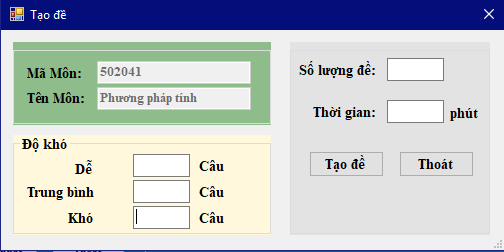 Tạo đề
Mã Môn: 502041
Tên Môn: Phương pháp tính
Độ khó
Dễ Câu
Trung bình Câu
Khó Câu
Số lượng đề:
Thời gian: phút
Tạo đề Thoát